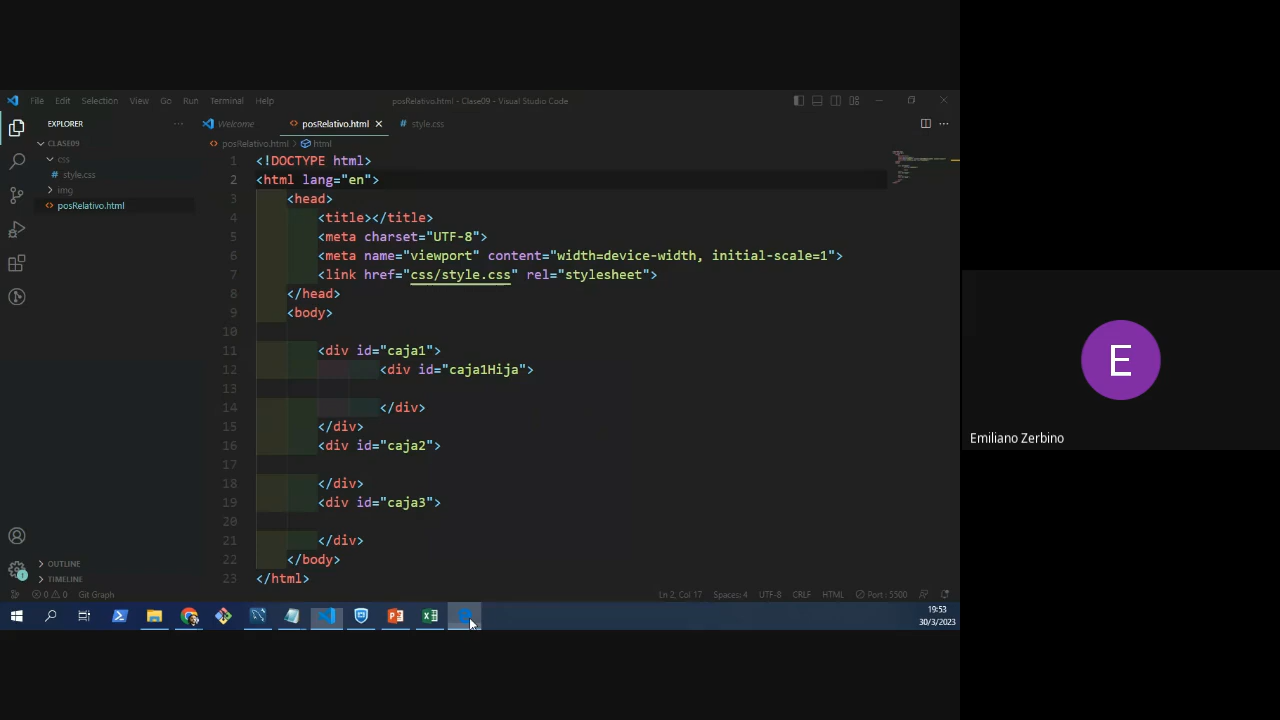 File Edit Selection View Go Run Terminal Help
posRelativo.html - Clase09 - Visual Studio Code
EXPLORER
CLASE09
css
style.css
img
posRelativo.html
OUTLINE
TIMELINE
Welcome posRelativo.html style.css
posRelativo.html html
1 <!DOCTYPE html>
2 <html lang="en">
3 <head>
4 <title></title>
5 <meta charset="UTF-8">
6 <meta name="viewport" content="width=device-width, initial-scale=1">
7 <link href="css/style.css" rel="stylesheet">
8 </head>
9 <body>
10
11 <div id="caja1">
12 <div id="caja1Hija">
13
14 </div>
15 </div>
16 <div id="caja2">
17
18 </div>
19 <div id="caja3">
20
21 </div>
22 </body>
23 </html>
0 0 Git Graph Ln 2, Col 17 Spaces: 4 UTF-8 CRLF HTML Port : 5500
1
19:53
30/3/2023
E
Emiliano Zerbino